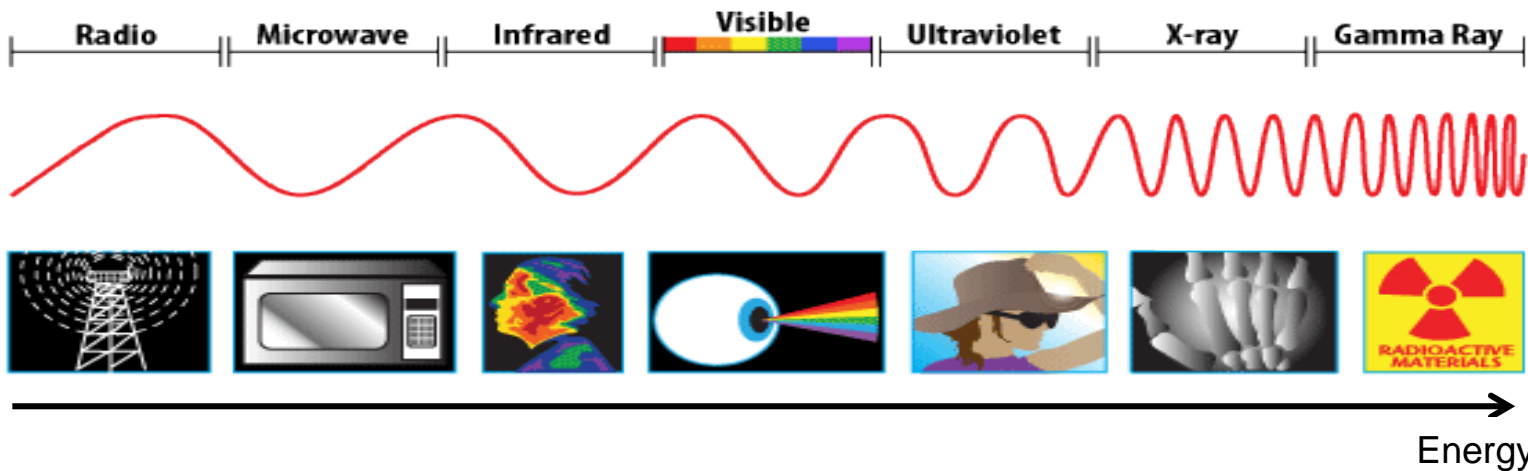 Radio Microwave Infrared Visible Ultraviolet X-ray Gamma Ray
RADIOACTIVE
MATERIALS
Energy